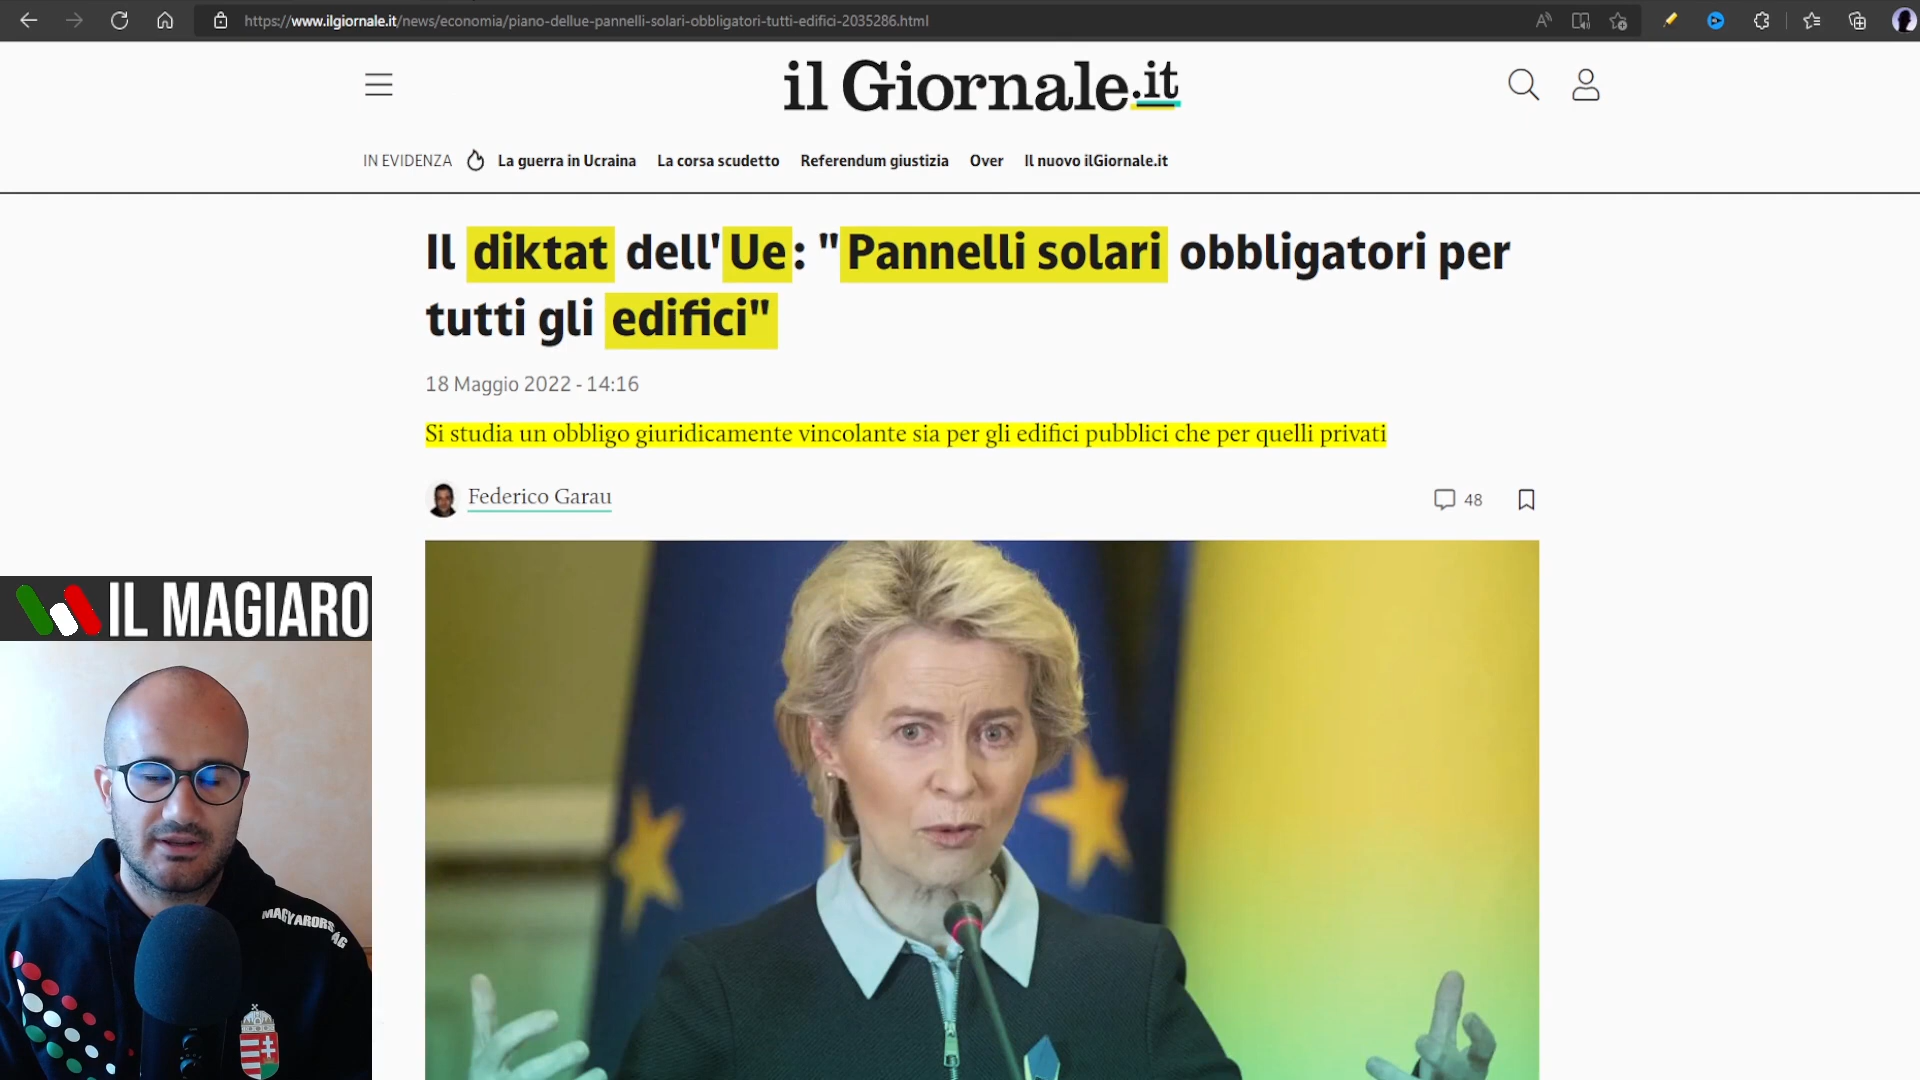 https://www.ilgiornale.it/news/economia/piano-dellue-pannelli-solari-obbligatori-tutti-edifici-2035286.html
il Giornale.it
IN EVIDENZA La guerra in Ucraina La corsa scudetto Referendum giustizia Over Il nuovo ilGiornale.it
Il diktat dell'Ue: "Pannelli solari obbligatori per
tutti gli edifici"
18 Maggio 2022 - 14:16
Si studia un obbligo giuridicamente vincolante sia per gli edifici pubblici che per quelli privati
Federico Garau
48
IL MAGIARO
MAGYARORSZÁG